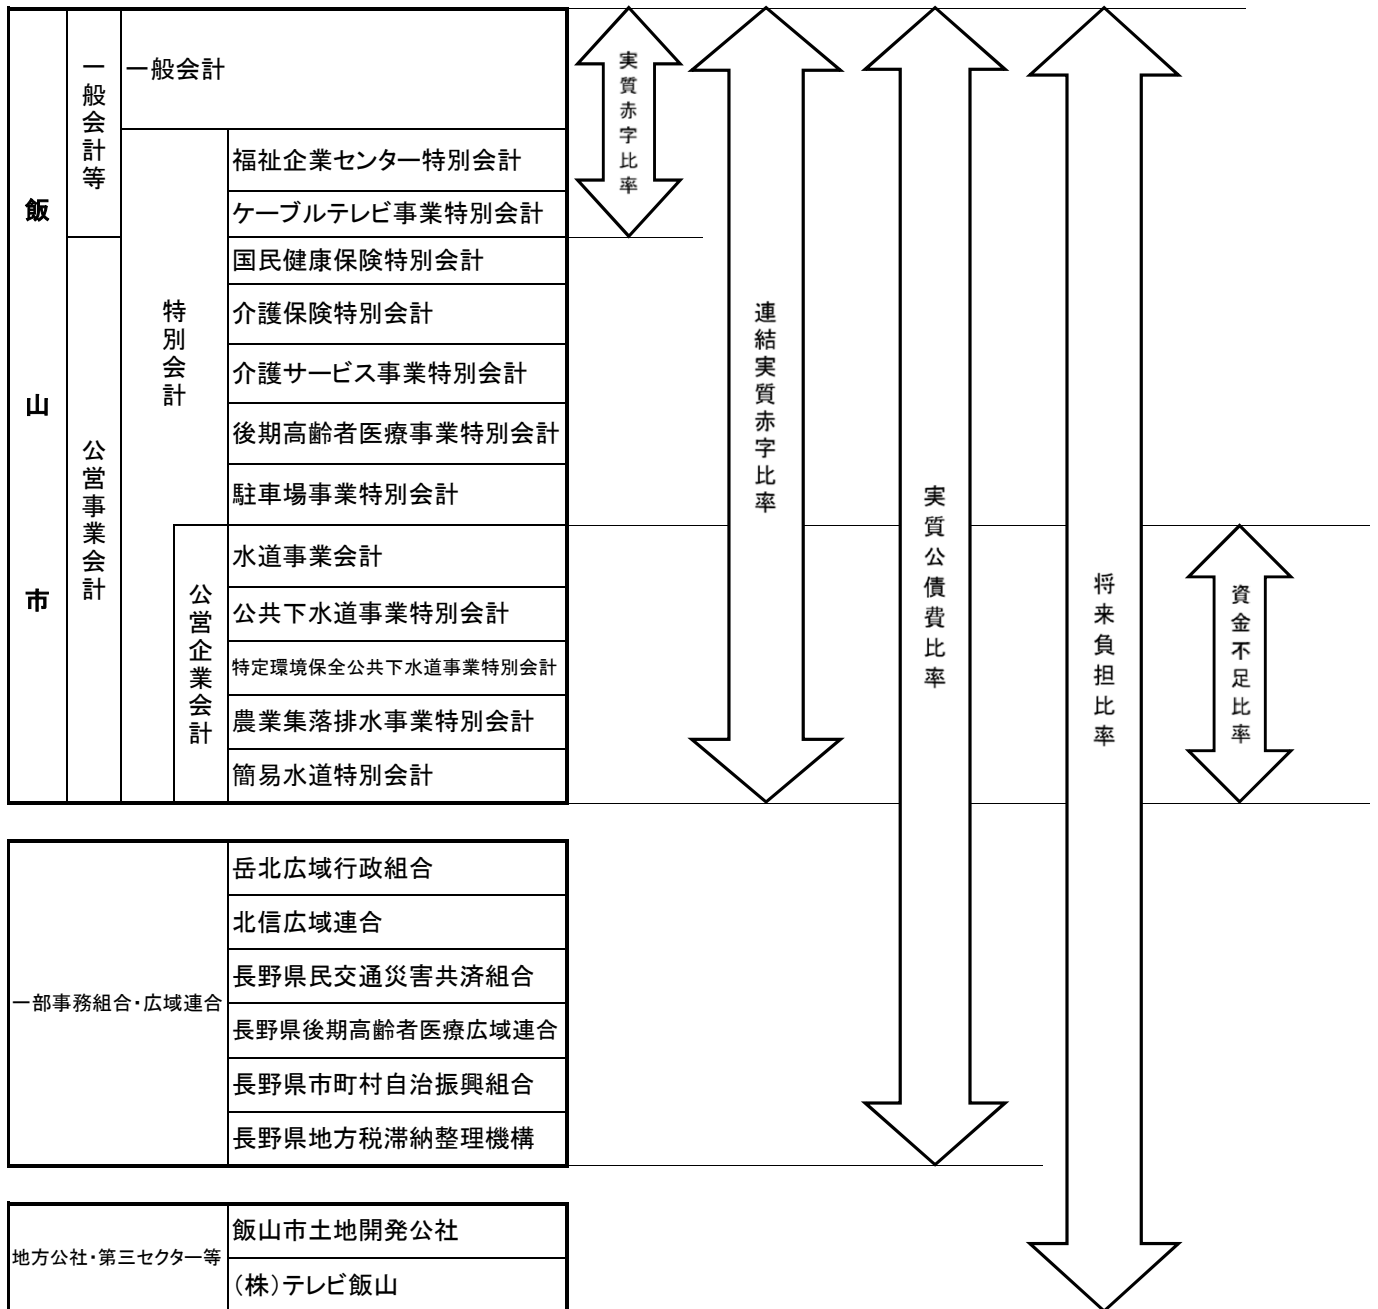 飯山市
一般会計等
一般会計
特別会計
福祉企業センター特別会計
ケーブルテレビ事業特別会計
公営事業会計
国民健康保険特別会計
介護保険特別会計
介護サービス事業特別会計
後期高齢者医療事業特別会計
駐車場事業特別会計
公営企業会計
水道事業会計
公共下水道事業特別会計
特定環境保全公共下水道事業特別会計
農業集落排水事業特別会計
簡易水道特別会計
一部事務組合・広域連合
岳北広域行政組合
北信広域連合
長野県民交通災害共済組合
長野県後期高齢者医療広域連合
長野県市町村自治振興組合
長野県地方税滞納整理機構
地方公社・第三セクター等
飯山市土地開発公社
(株)テレビ飯山
実質赤字比率
連結実質赤字比率
実質公債費比率
将来負担比率
資金不足比率